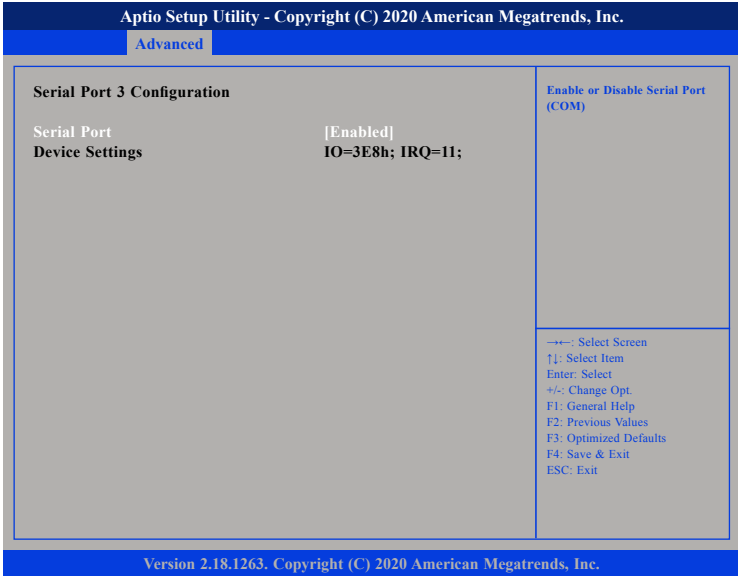 Aptio Setup Utility - Copyright (C) 2020 American Megatrends, Inc.
Advanced
Serial Port 3 Configuration
Serial Port [Enabled]
Device Settings IO=3E8h; IRQ=11;
Enable or Disable Serial Port
(COM)
→←: Select Screen
↑↓: Select Item
Enter: Select
+/-: Change Opt.
F1: General Help
F2: Previous Values
F3: Optimized Defaults
F4: Save & Exit
ESC: Exit
Version 2.18.1263. Copyright (C) 2020 American Megatrends, Inc.